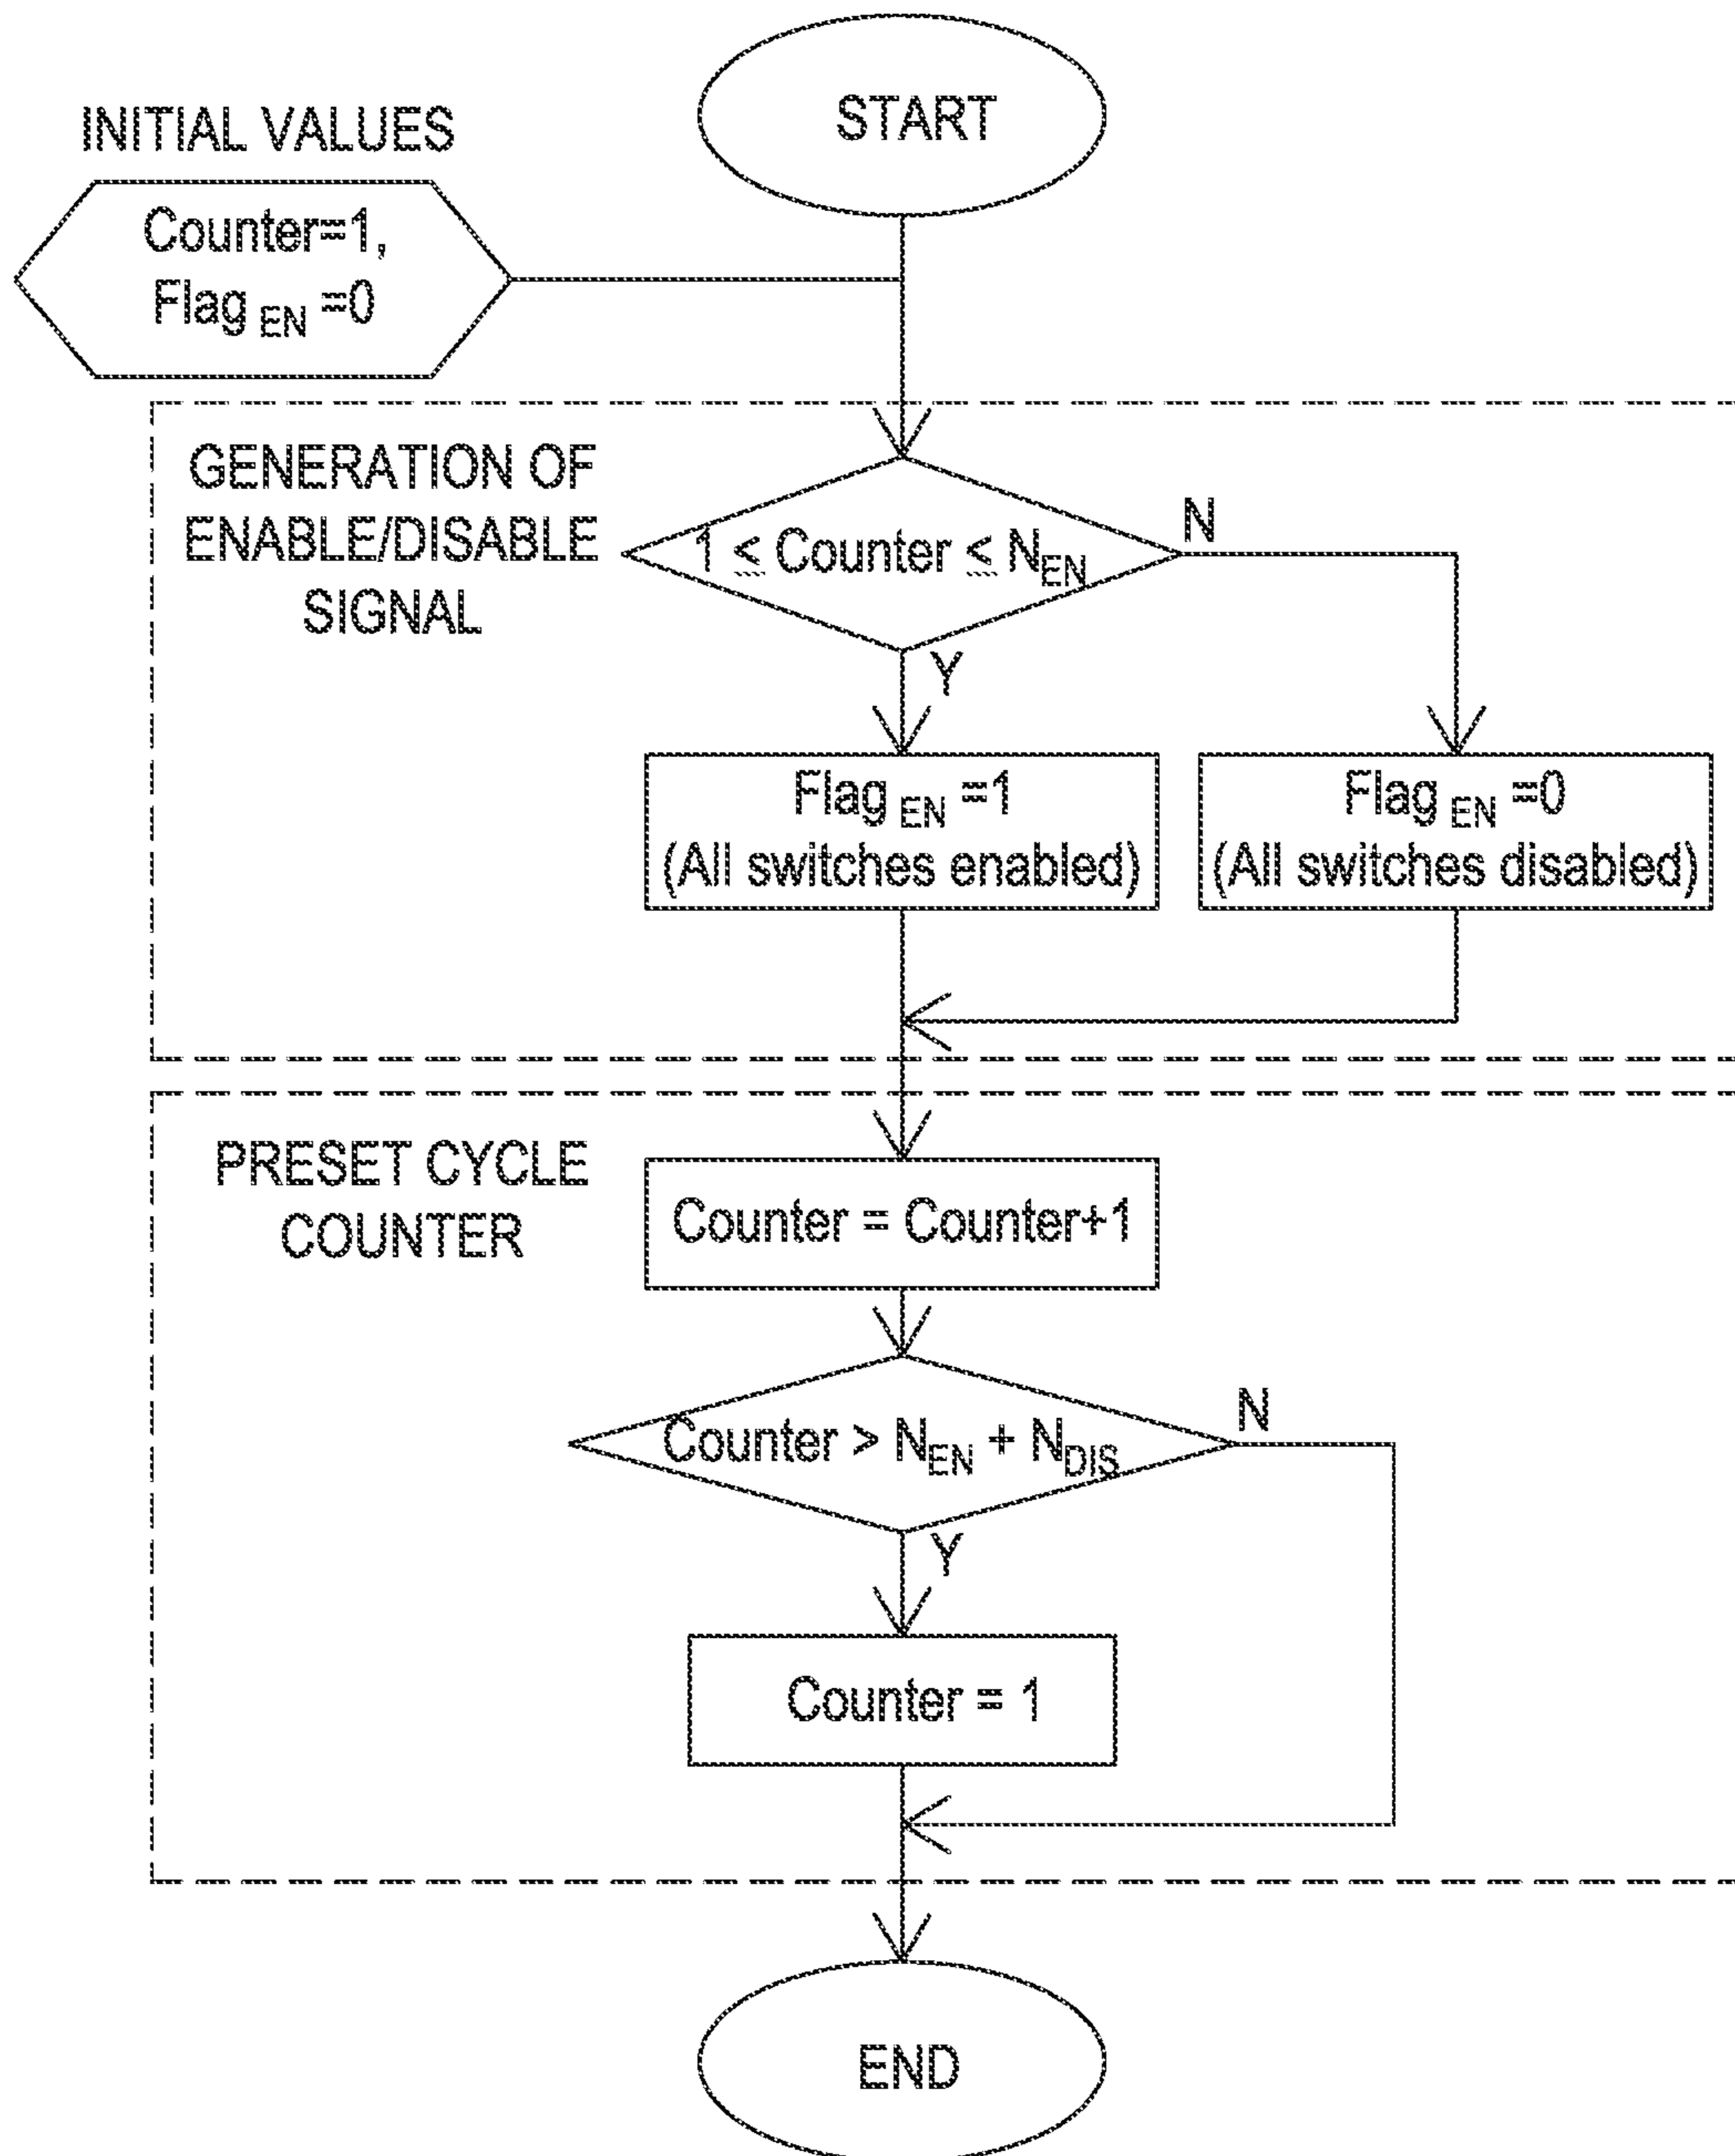 START
INITIAL VALUES
Counter=1,
Flag EN =0
GENERATION OF
ENABLE/DISABLE
SIGNAL
1 ≤ Counter ≤ NEN
N
Y
Flag EN =1
(All switches enabled)
Flag EN =0
(All switches disabled)
PRESET CYCLE
COUNTER
Counter = Counter+1
Counter > NEN + NDIS
N
Y
Counter = 1
END